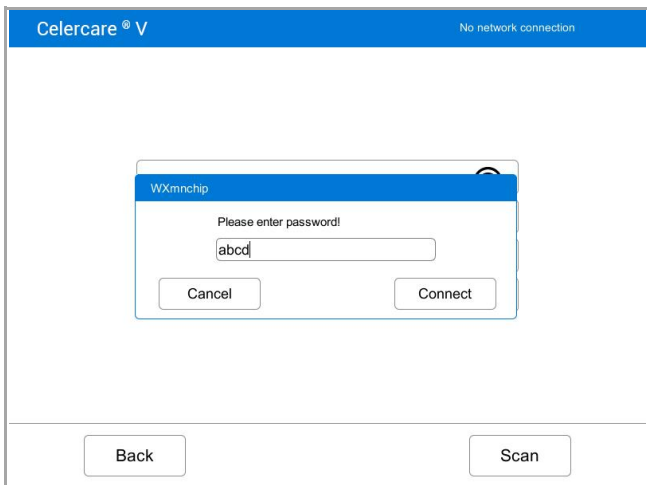 Celercare ® V
No network connection
WXmnchip
Please enter password!
abcd
Cancel
Connect
Back
Scan